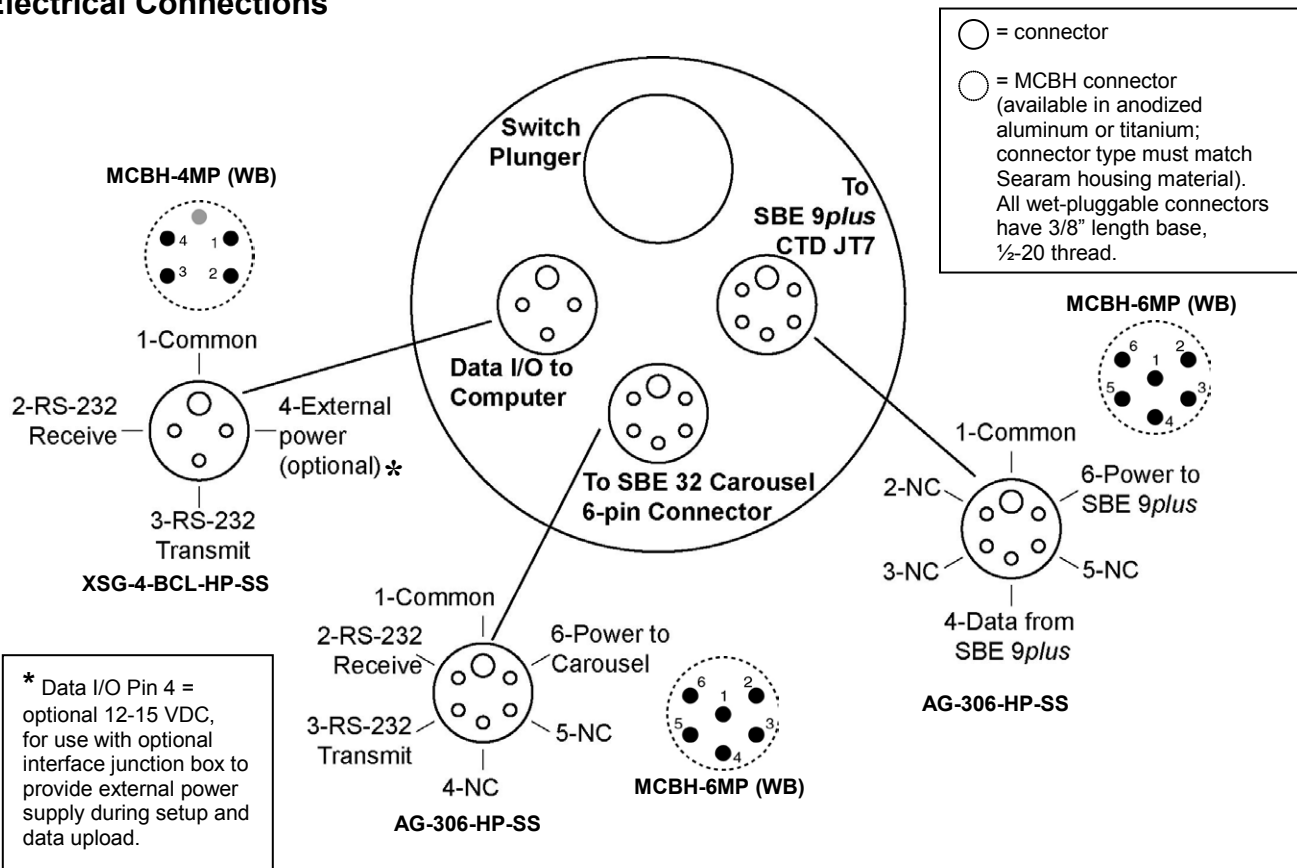 Electrical Connections
= connector
= MCBH connector
(available in anodized
aluminum or titanium;
connector type must match
Searam housing material).
All wet-pluggable connectors
have 3/8” length base,
½-20 thread.
Switch
Plunger
To
SBE 9plus
CTD JT7
Data I/O to
Computer
To SBE 32 Carousel
6-pin Connector
MCBH-4MP (WB)
4
1
3
2
1-Common
2-RS-232
Receive
4-External
power
(optional) *
3-RS-232
Transmit
XSG-4-BCL-HP-SS
MCBH-6MP (WB)
6
1
2
5
3
4
1-Common
2-NC
6-Power to
SBE 9plus
3-NC
5-NC
4-Data from
SBE 9plus
AG-306-HP-SS
1-Common
2-RS-232
Receive
6-Power to
Carousel
3-RS-232
Transmit
5-NC
4-NC
AG-306-HP-SS
6
1
2
5
3
4
MCBH-6MP (WB)
* Data I/O Pin 4 =
optional 12-15 VDC,
for use with optional
interface junction box to
provide external power
supply during setup and
data upload.